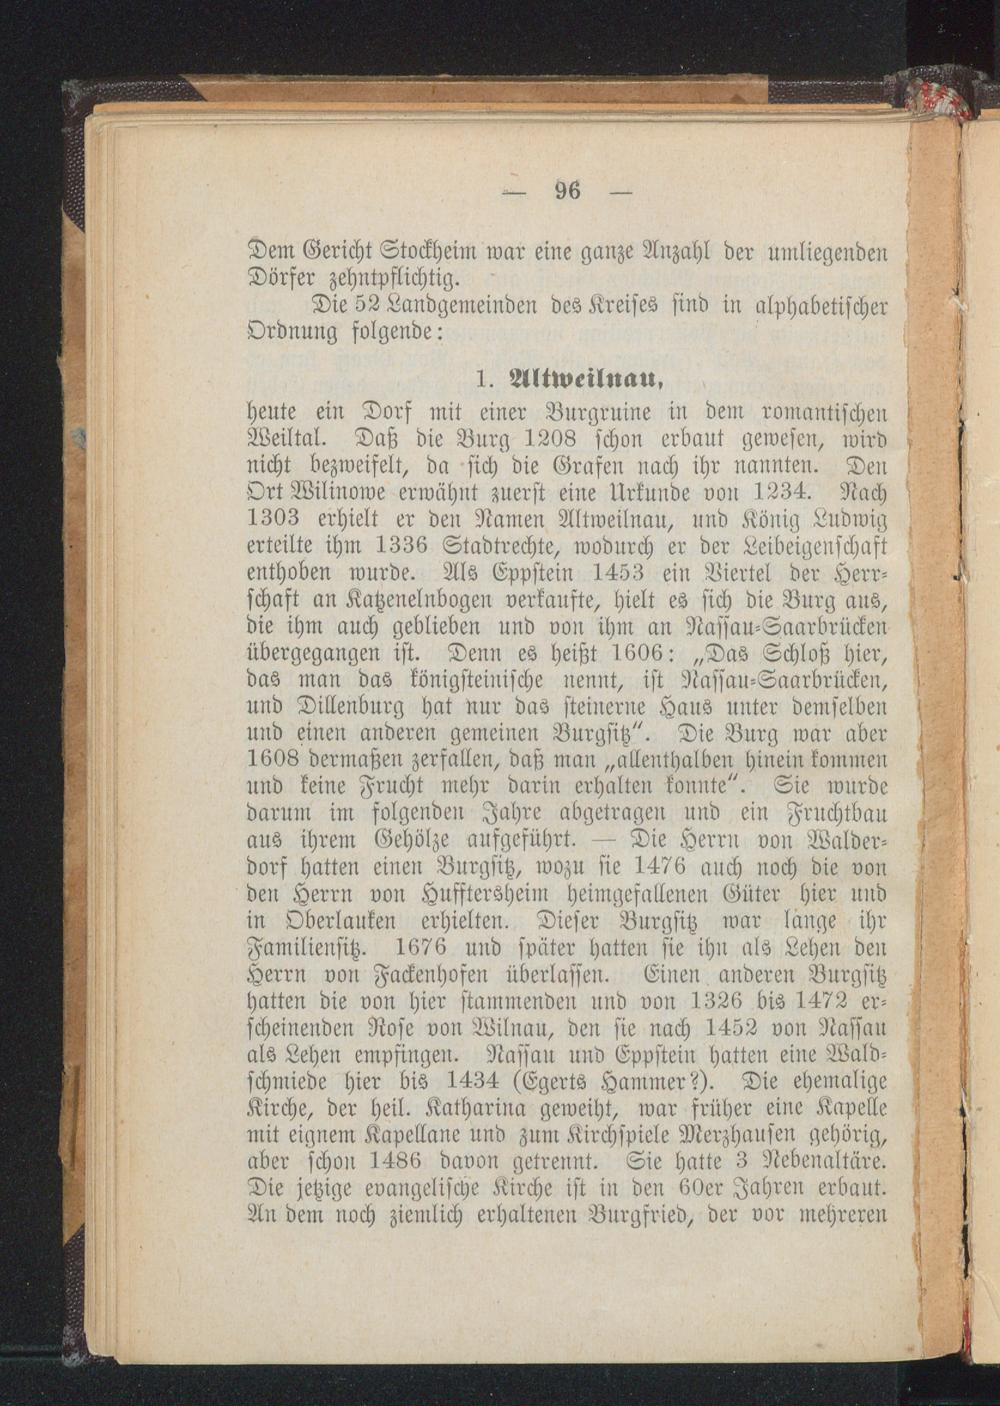 — 96 —
Dem Gericht Stockheim war eine ganze Anzahl der umliegenden
Dörfer zehntpflichtig.
Die 52 Landgemeinden des Kreises sind in alphabetischer
Ordnung folgende:
1. Altweilnau,
heute ein Dorf mit einer Burgruine in dem romantischen
Weiltal. Daß die Burg 1208 schon erbaut gewesen, wird
nicht bezweifelt, da sich die Grafen nach ihr nannten. Den
Ort Wilinowe erwähnt zuerst eine Urkunde von 1234. Nach
1303 erhielt er den Namen Altweilnau, und König Ludwig
erteilte ihm 1336 Stadtrechte, wodurch er der Leibeigenschaft
enthoben wurde. Als Eppstein 1453 ein Viertel der Herr-
schaft an Katzenelnbogen verkaufte, hielt es sich die Burg aus,
die ihm auch geblieben und von ihm an Nassau-Saarbrücken
übergegangen ist. Denn es heißt 1606: „Das Schloß hier,
das man das königsteinische nennt, ist Nassau-Saarbrücken,
und Dillenburg hat nur das steinerne Haus unter demselben
und einen anderen gemeinen Burgsitz“. Die Burg war aber
1608 dermaßen zerfallen, daß man „allenthalben hinein kommen
und keine Frucht mehr darin erhalten konnte“. Sie wurde
darum im folgenden Jahre abgetragen und ein Fruchtbau
aus ihrem Gehölze aufgeführt. — Die Herrn von Walder-
dorf hatten einen Burgsitz, wozu sie 1476 auch noch die von
den Herrn von Hufftersheim heimgefallenen Güter hier und
in Oberlauken erhielten. Dieser Burgsitz war lange ihr
Familiensitz. 1676 und später hatten sie ihn als Lehen den
Herrn von Fackenhofen überlassen. Einen anderen Burgsitz
hatten die von hier stammenden und von 1326 bis 1472 er-
scheinenden Rose von Wilnau, den sie nach 1452 von Nassau
als Lehen empfingen. Nassau und Eppstein hatten eine Wald-
schmiede hier bis 1434 (Egerts Hammer?). Die ehemalige
Kirche, der heil. Katharina geweiht, war früher eine Kapelle
mit eignem Kapellane und zum Kirchspiele Merzhausen gehörig,
aber schon 1486 davon getrennt. Sie hatte 3 Nebenaltäre.
Die jetzige evangelische Kirche ist in den 60er Jahren erbaut.
An dem noch ziemlich erhaltenen Burgfried, der vor mehreren